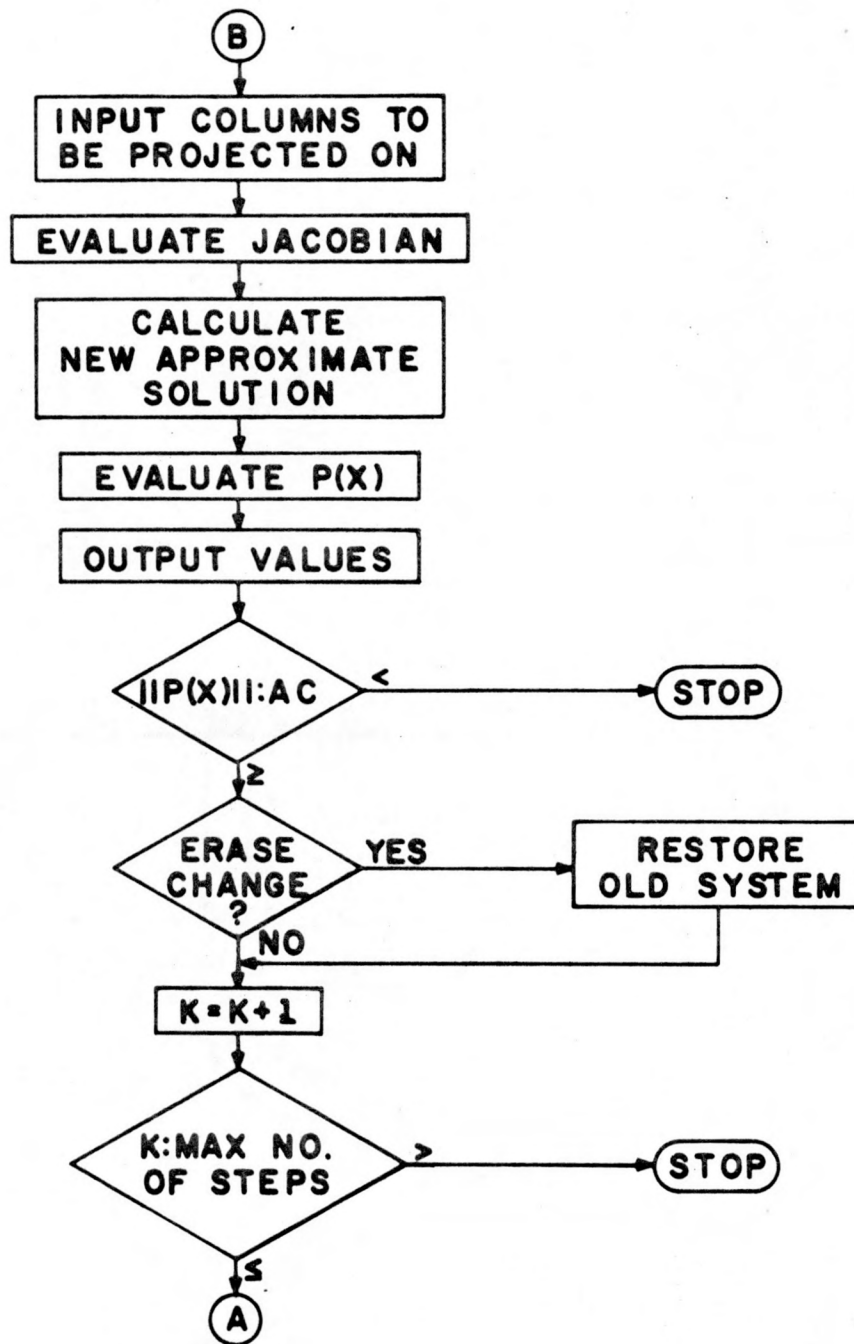 B
INPUT COLUMNS TO
BE PROJECTED ON
EVALUATE JACOBIAN
CALCULATE
NEW APPROXIMATE
SOLUTION
EVALUATE P(X)
OUTPUT VALUES
||P(X)||:AC
<
STOP
≥
ERASE
CHANGE
?
YES
RESTORE
OLD SYSTEM
NO
K=K+1
K:MAX NO.
OF STEPS
>
STOP
≤
A